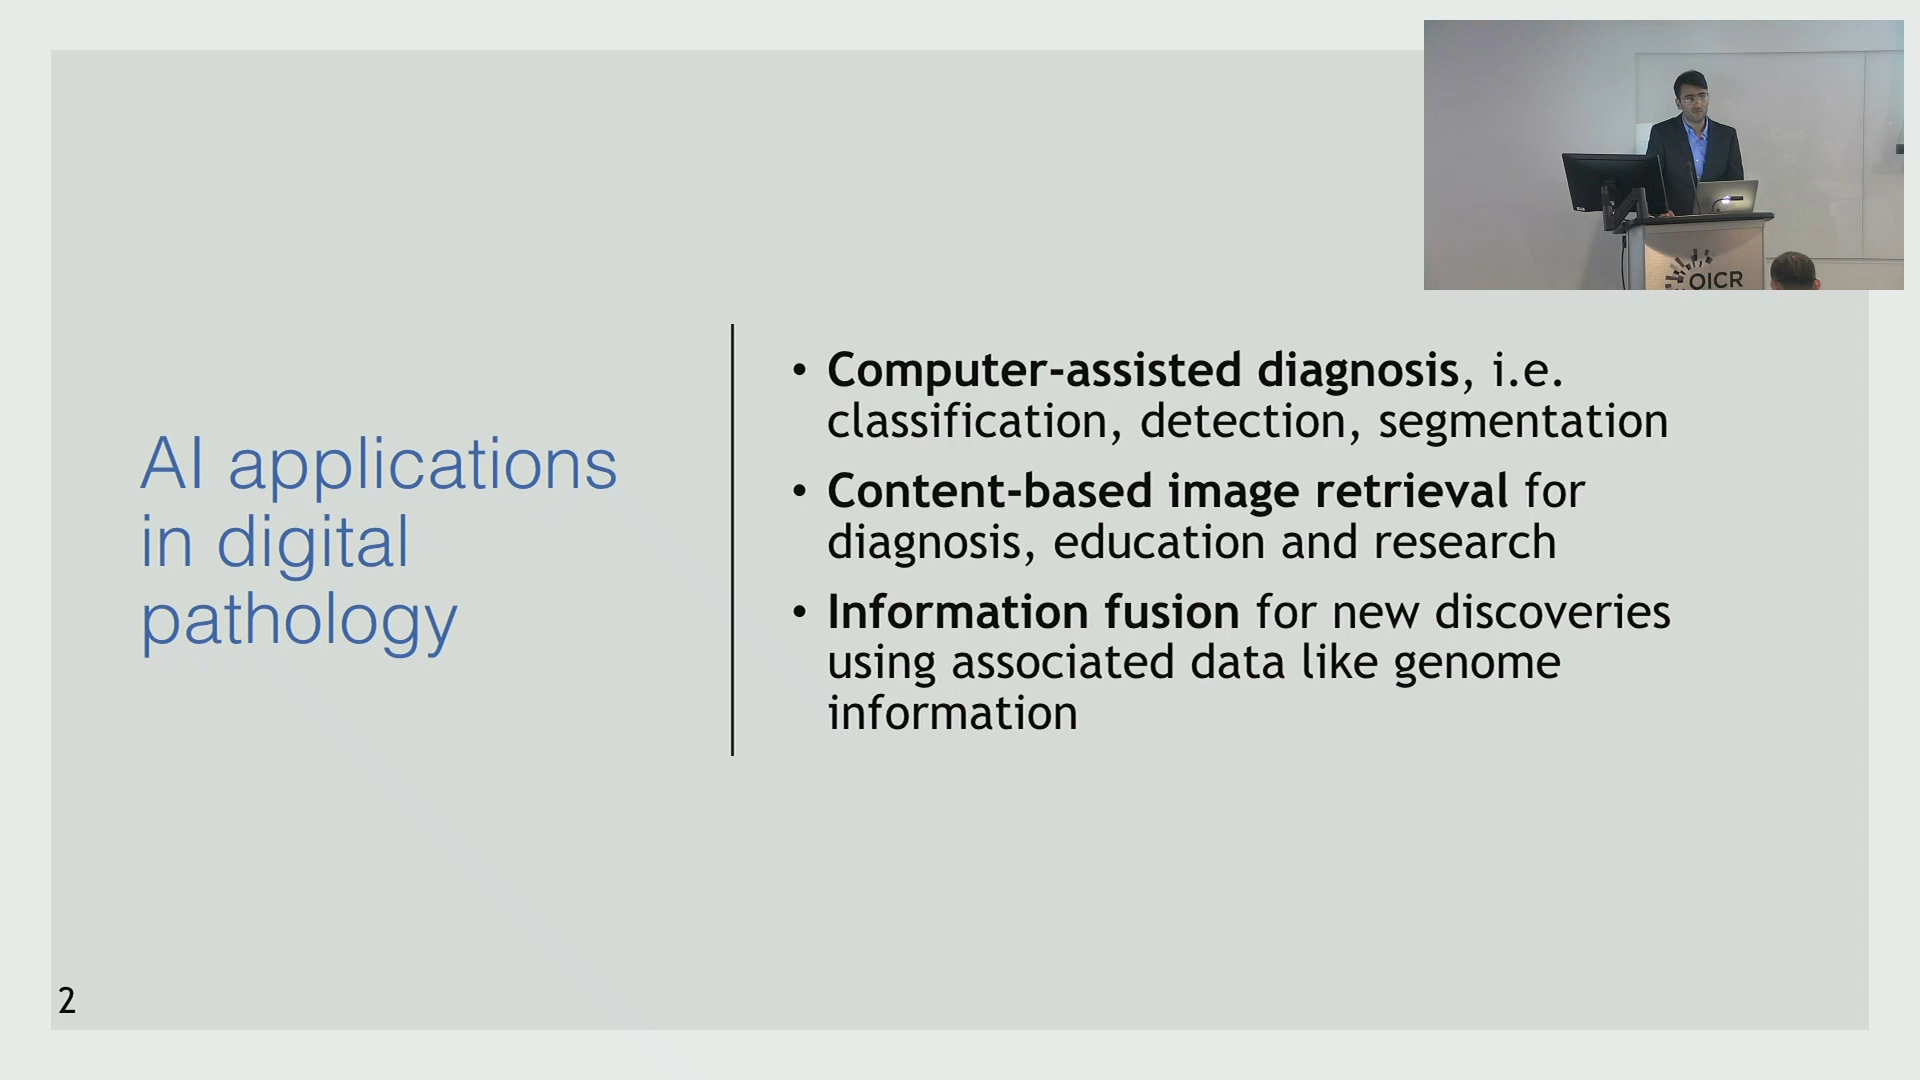 AI applications
in digital
pathology
• Computer-assisted diagnosis, i.e.
classification, detection, segmentation
• Content-based image retrieval for
diagnosis, education and research
• Information fusion for new discoveries
using associated data like genome
information
OICR
2